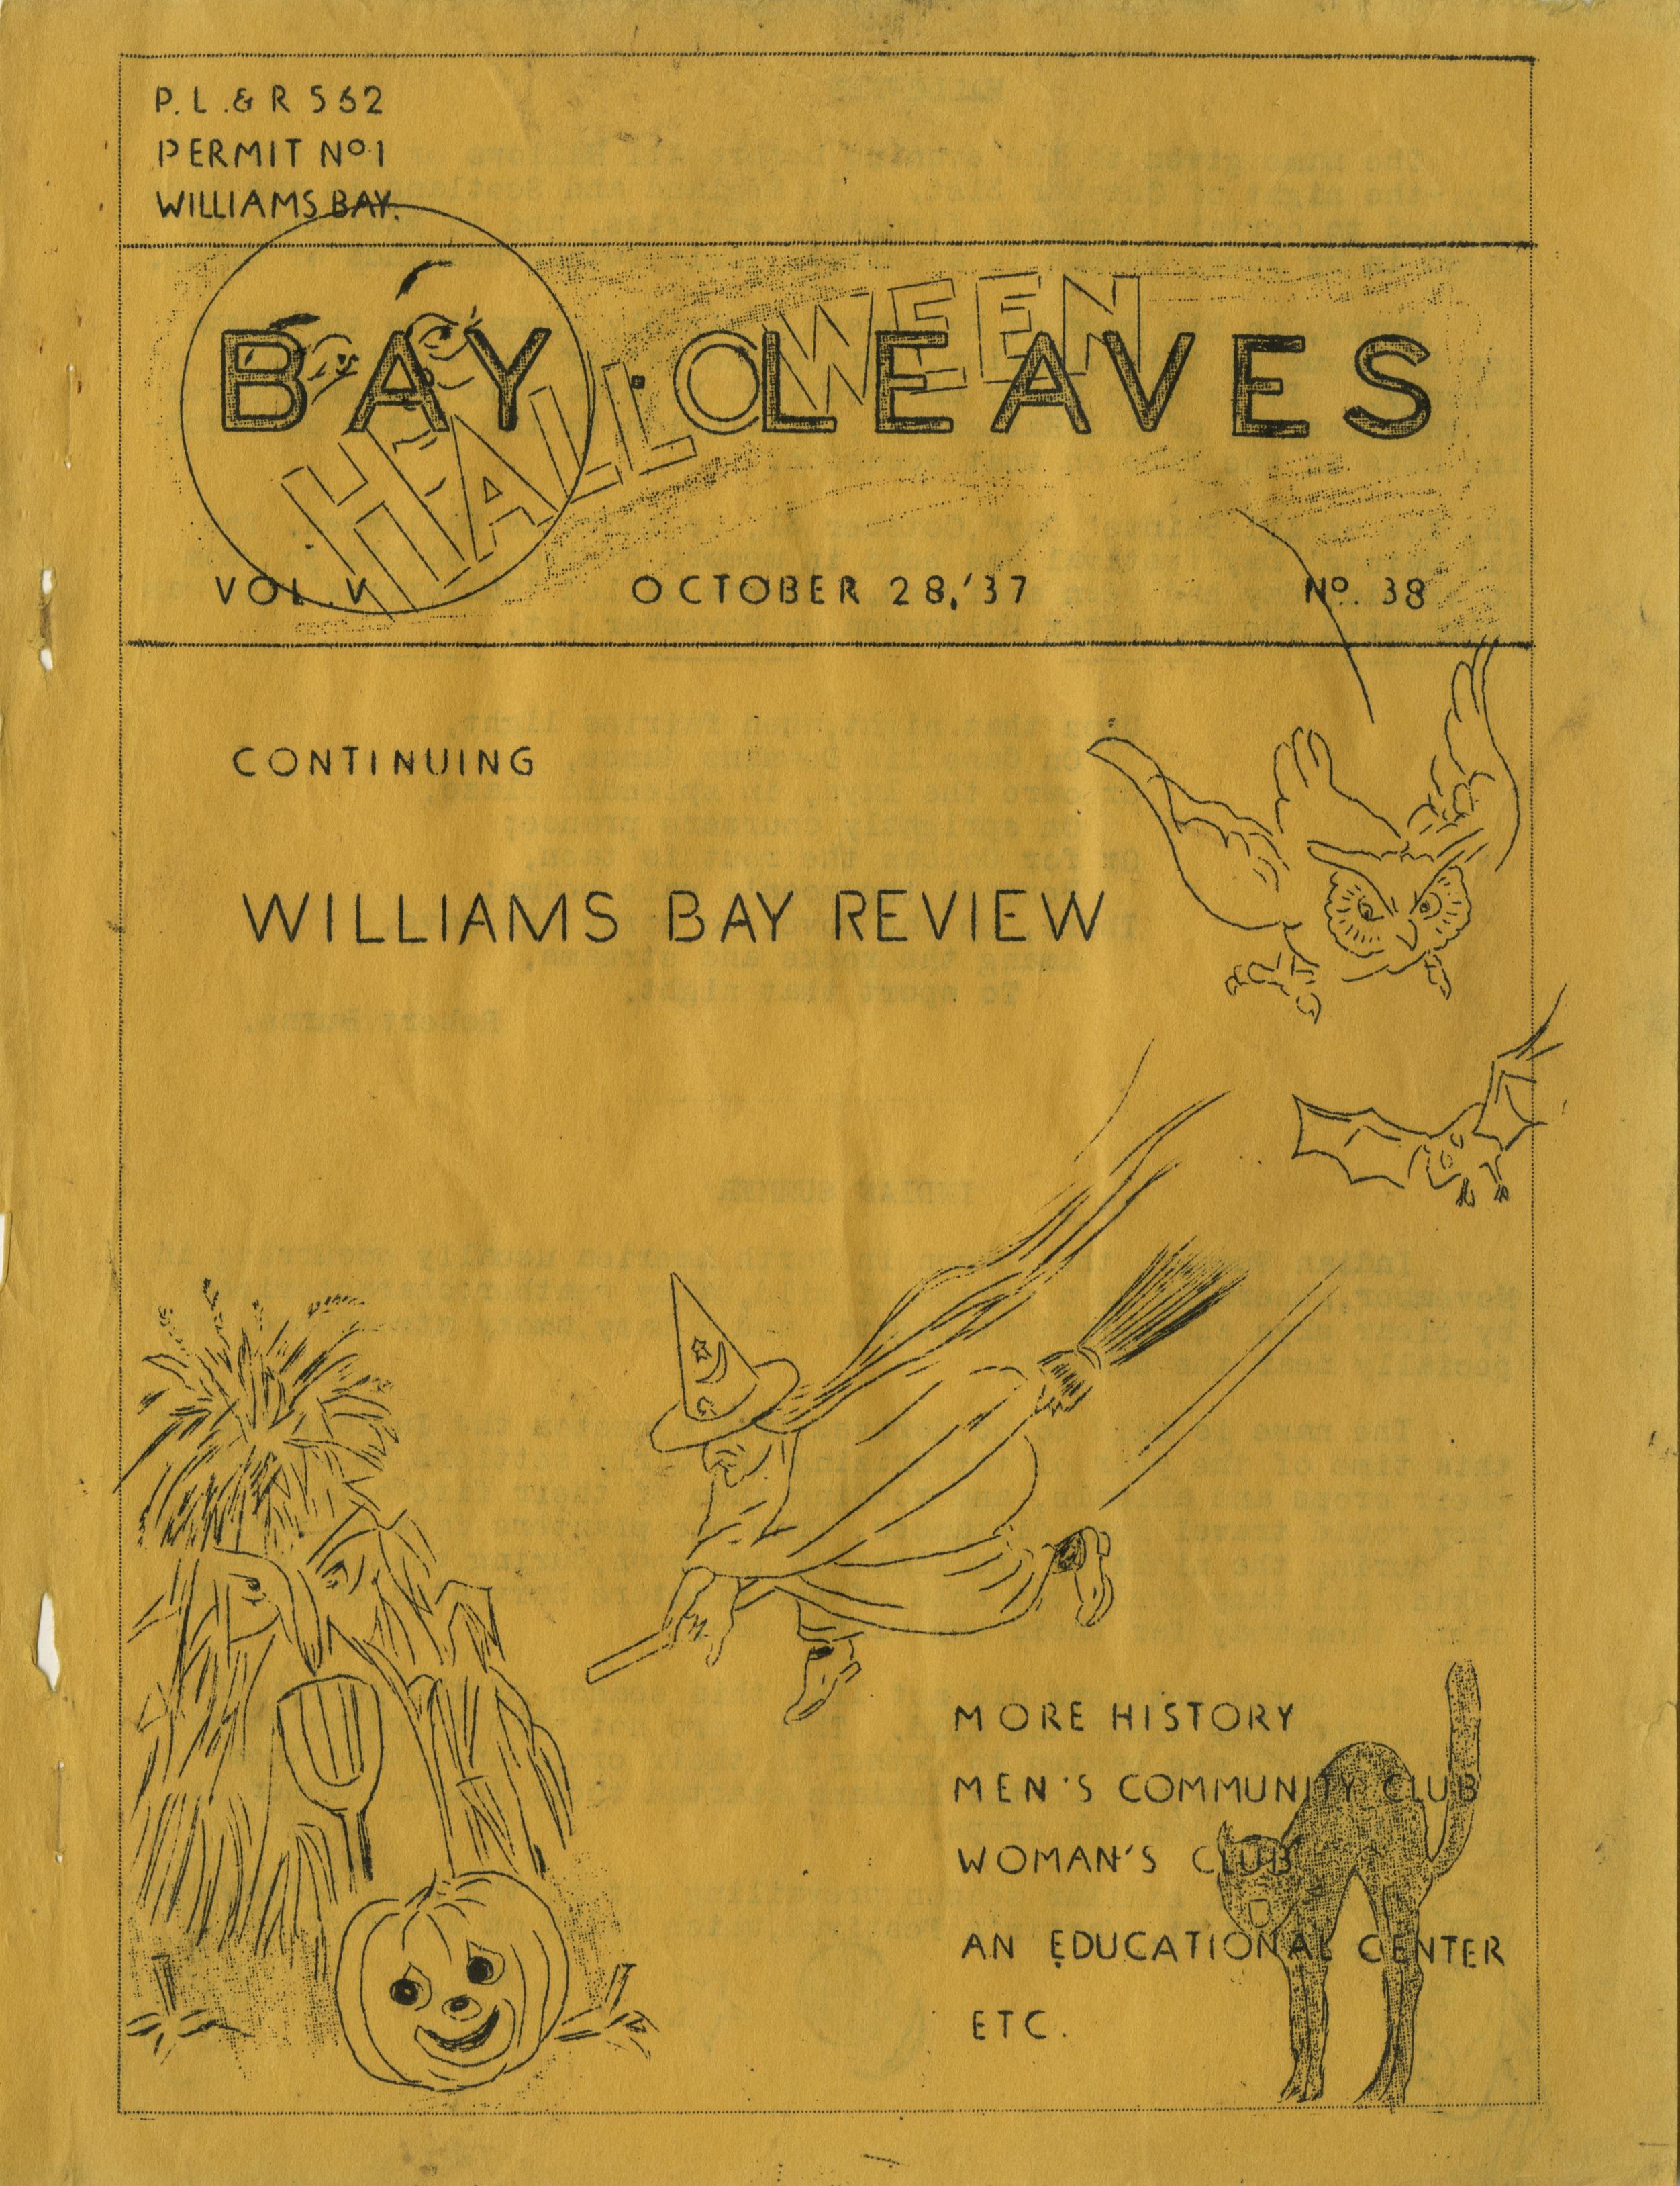 P. L. & R 562
PERMIT Nº 1
WILLIAMS BAY.
HALLOWEEN
BAY LEAVES
VOL. V OCTOBER 28, '37 Nº. 38
CONTINUING
WILLIAMS BAY REVIEW
MORE HISTORY
MEN'S COMMUNITY CLUB
WOMAN'S CLUB
AN EDUCATIONAL CENTER
ETC.